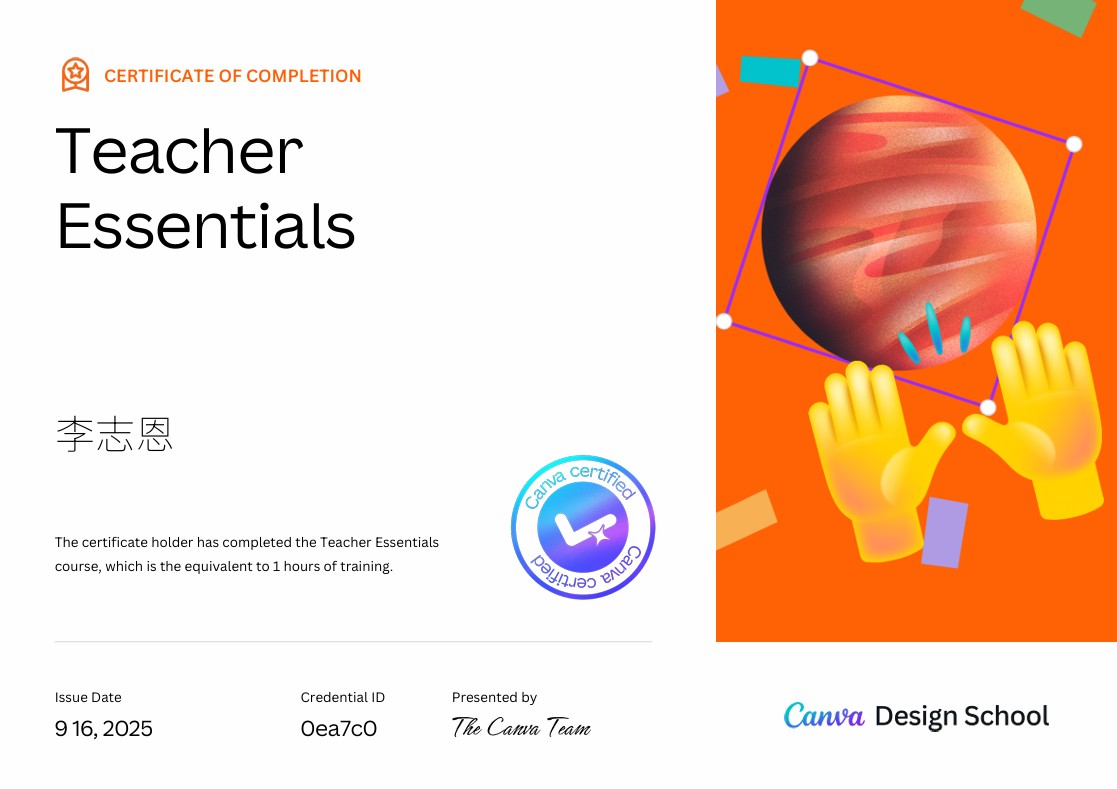 CERTIFICATE OF COMPLETION
Teacher
Essentials
李志恩
The certificate holder has completed the Teacher Essentials
course, which is the equivalent to 1 hours of training.
Canva certified
Canva certified
Issue Date
9 16, 2025
Credential ID
0ea7c0
Presented by
The Canva Team
Canva Design School